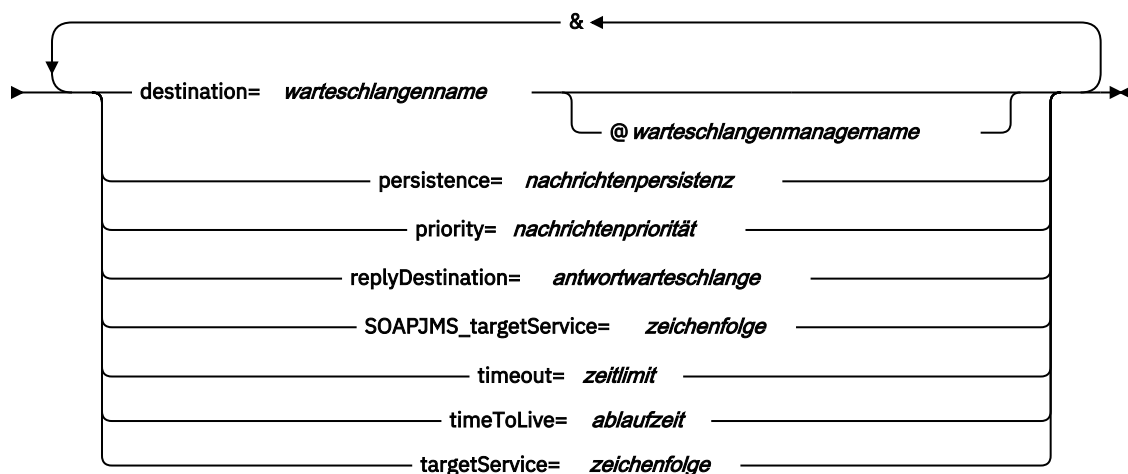 &
destination= warteschlangenname
@ warteschlangenmanagername
persistence= nachrichtenpersistenz
priority= nachrichtenpriorität
replyDestination= antwortwarteschlange
SOAPJMS_targetService= zeichenfolge
timeout= zeitlimit
timeToLive= ablaufzeit
targetService= zeichenfolge